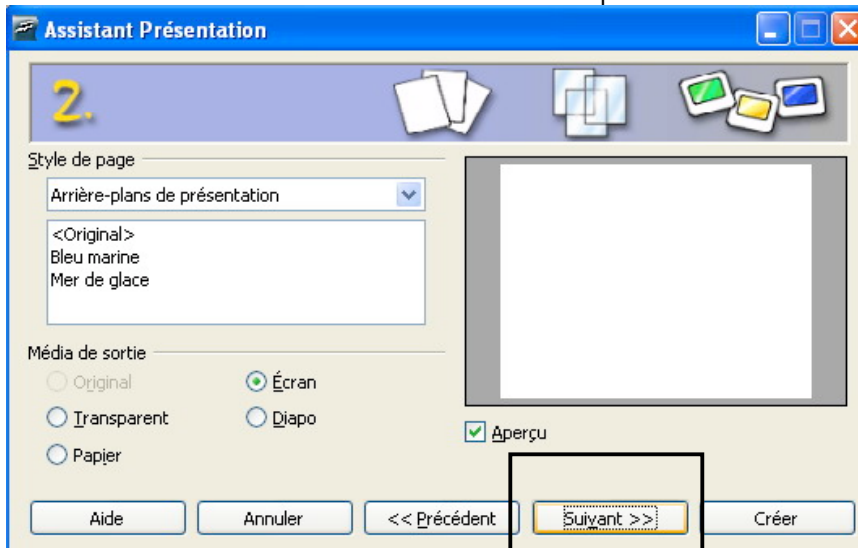 Assistant Présentation
2.
Style de page
Arrière-plans de présentation
<Original>
Bleu marine
Mer de glace
Média de sortie
Original
Écran
Transparent
Diapo
Papier
Aperçu
Aide
Annuler
<< Précédent
Suivant >>
Créer